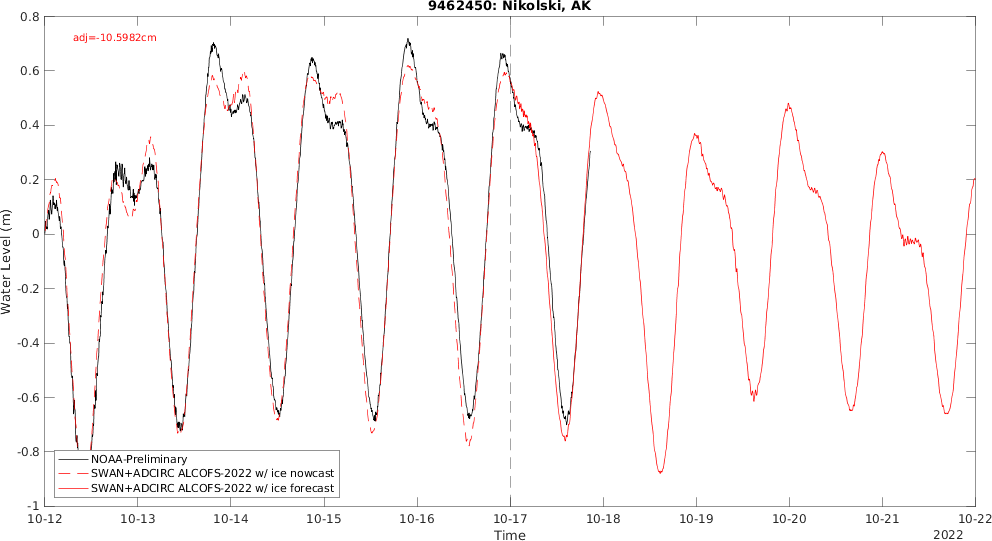 9462450: Nikolski, AK
adj=-10.5982cm
Water Level (m)
0.8
0.6
0.4
0.2
0
-0.2
-0.4
-0.6
-0.8
-1
NOAA-Preliminary
SWAN+ADCIRC ALCOFS-2022 w/ ice nowcast
SWAN+ADCIRC ALCOFS-2022 w/ ice forecast
10-12 10-13 10-14 10-15 10-16 10-17 10-18 10-19 10-20 10-21 10-22
Time
2022